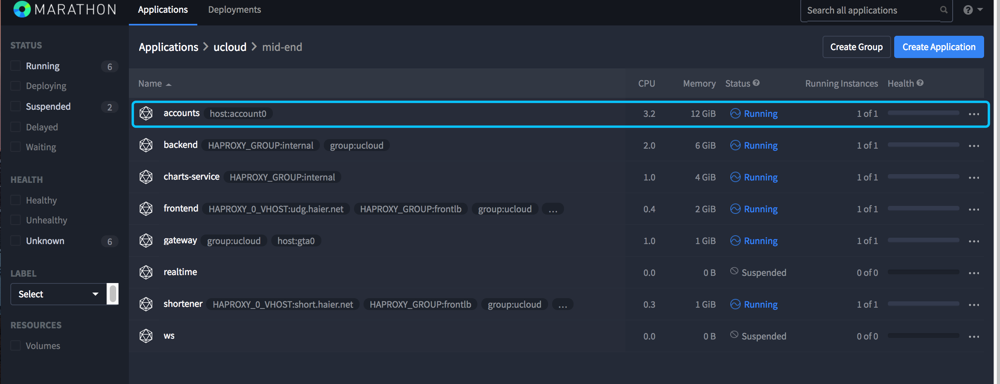 MARATHON Applications Deployments Search all applications
STATUS
Running 6
Deploying
Suspended 2
Delayed
Waiting
HEALTH
Healthy
Unhealthy
Unknown 6
LABEL
Select
RESOURCES
Volumes
Applications > ucloud > mid-end Create Group Create Application
Name CPU Memory Status Running Instances Health
accounts host:account0 3.2 12 GiB Running 1 of 1 ...
backend HAPROXY_GROUP:internal group:ucloud 2.0 6 GiB Running 1 of 1 ...
charts-service HAPROXY_GROUP:internal 1.0 4 GiB Running 1 of 1 ...
frontend HAPROXY_0_VHOST:udg.haier.net HAPROXY_GROUP:frontlb group:ucloud ... 0.4 2 GiB Running 1 of 1 ...
gateway group:ucloud host:gta0 1.0 1 GiB Running 1 of 1 ...
realtime 0.0 0 B Suspended 0 of 0 ...
shortener HAPROXY_0_VHOST:short.haier.net HAPROXY_GROUP:frontlb group:ucloud ... 0.3 1 GiB Running 1 of 1 ...
ws 0.0 0 B Suspended 0 of 0 ...